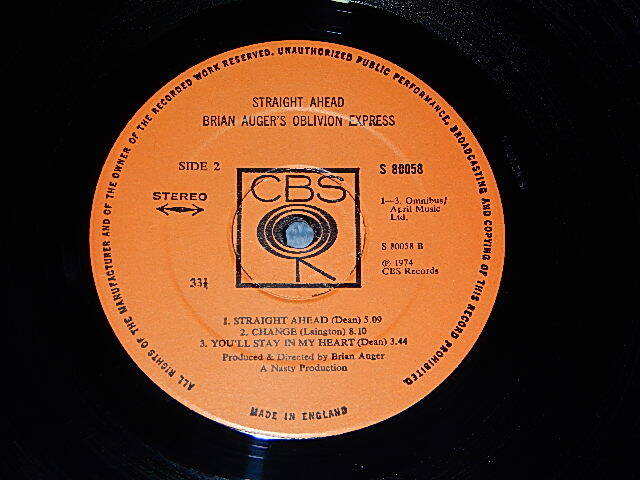 ALL RIGHTS OF THE MANUFACTURER AND OF THE OWNER OF THE RECORDED WORK RESERVED. UNAUTHORIZED PUBLIC PERFORMANCE, BROADCASTING AND COPYING OF THIS RECORD PROHIBITED.
STRAIGHT AHEAD
BRIAN AUGER'S OBLIVION EXPRESS
SIDE 2
S 80058
STEREO
CBS
1—3. Omnibus/
April Music
Ltd.
S 80058 B
℗ 1974
CBS Records
33⅓
1. STRAIGHT AHEAD (Dean) 5.09
2. CHANGE (Laington) 8.10
3. YOU'LL STAY IN MY HEART (Dean) 3.44
Produced & Directed by Brian Auger
A Nasty Production
MADE IN ENGLAND